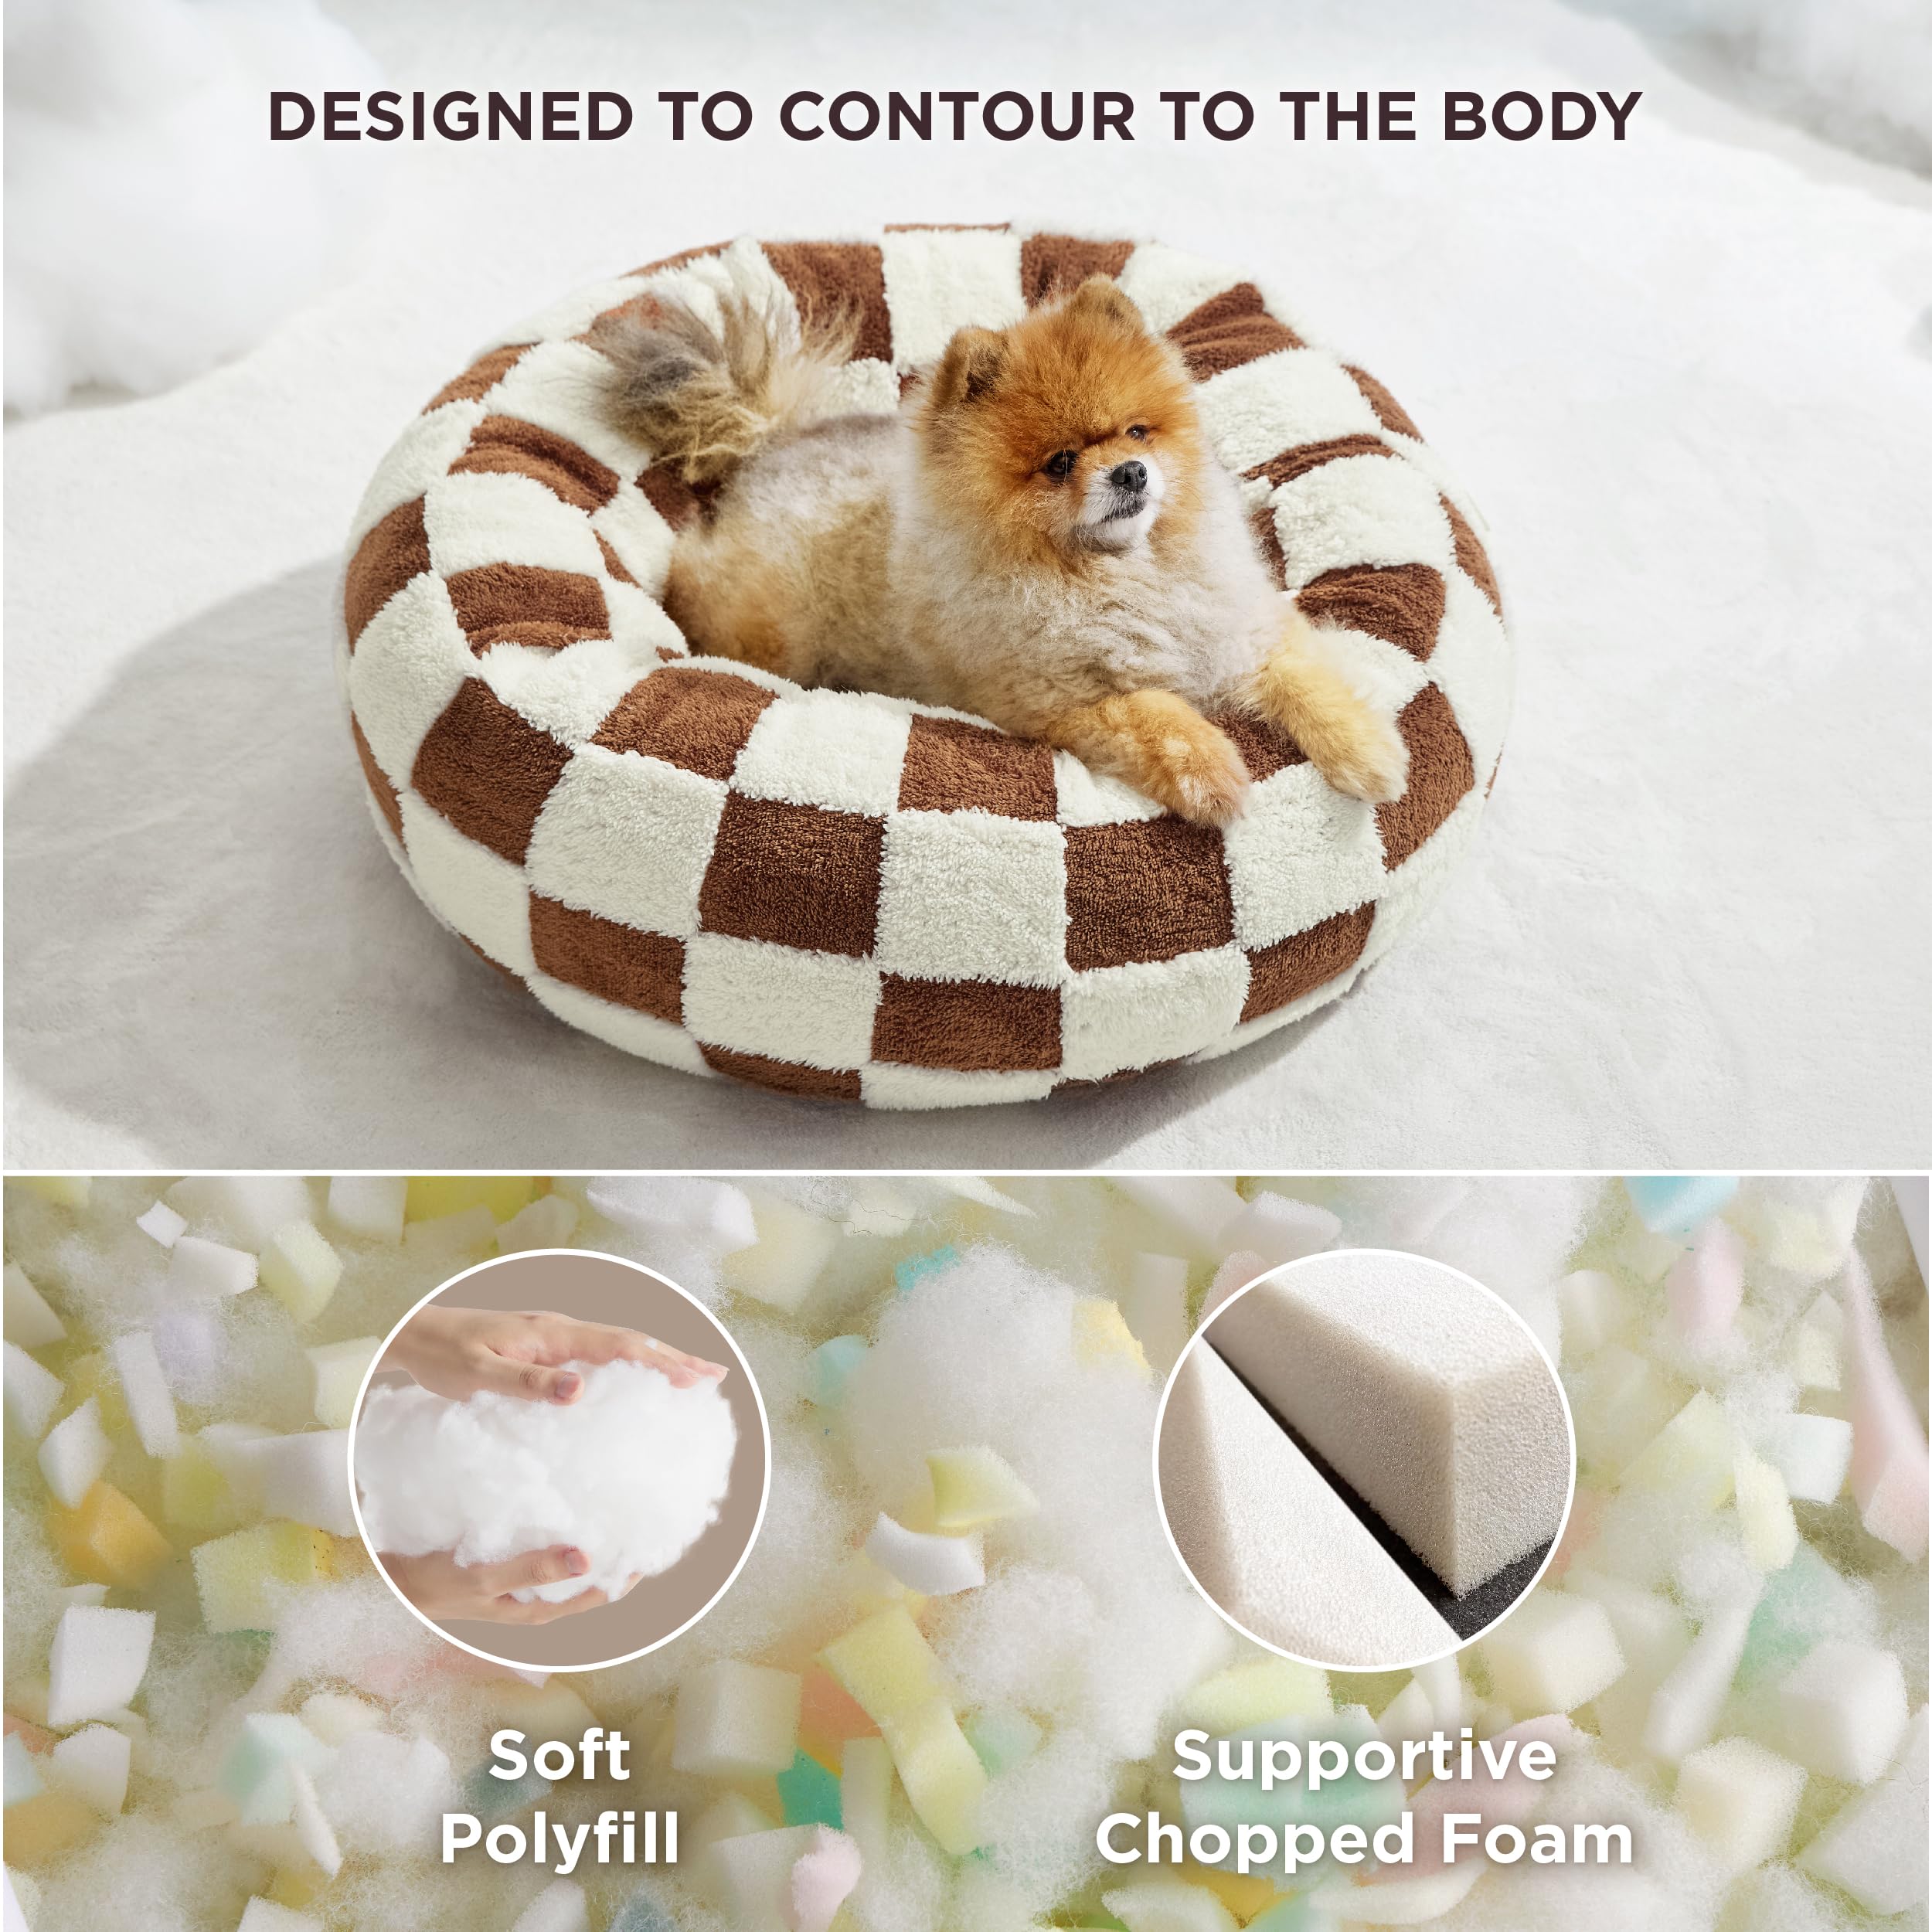 DESIGNED TO CONTOUR TO THE BODY
Soft
Polyfill
Supportive
Chopped Foam